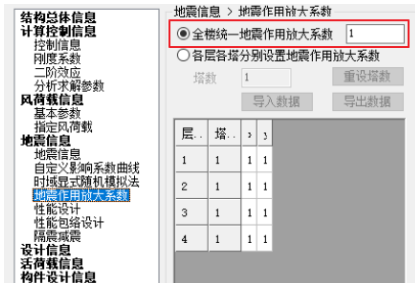 结构总体信息
计算控制信息
控制信息
刚度系数
二阶效应
分析求解参数
风荷载信息
基本参数
指定风荷载
地震信息
地震信息
自定义影响系数曲线
时域显式随机模拟法
地震作用放大系数
性能设计
性能包络设计
隔震减震
设计信息
活荷载信息
构件设计信息
地震信息 > 地震作用放大系数
全楼统一地震作用放大系数 1
各层各塔分别设置地震作用放大系数
塔数 1 重设塔数
导入数据 导出数据
层.. 塔..
1 1 1 1
2 1 1 1
3 1 1 1
4 1 1 1